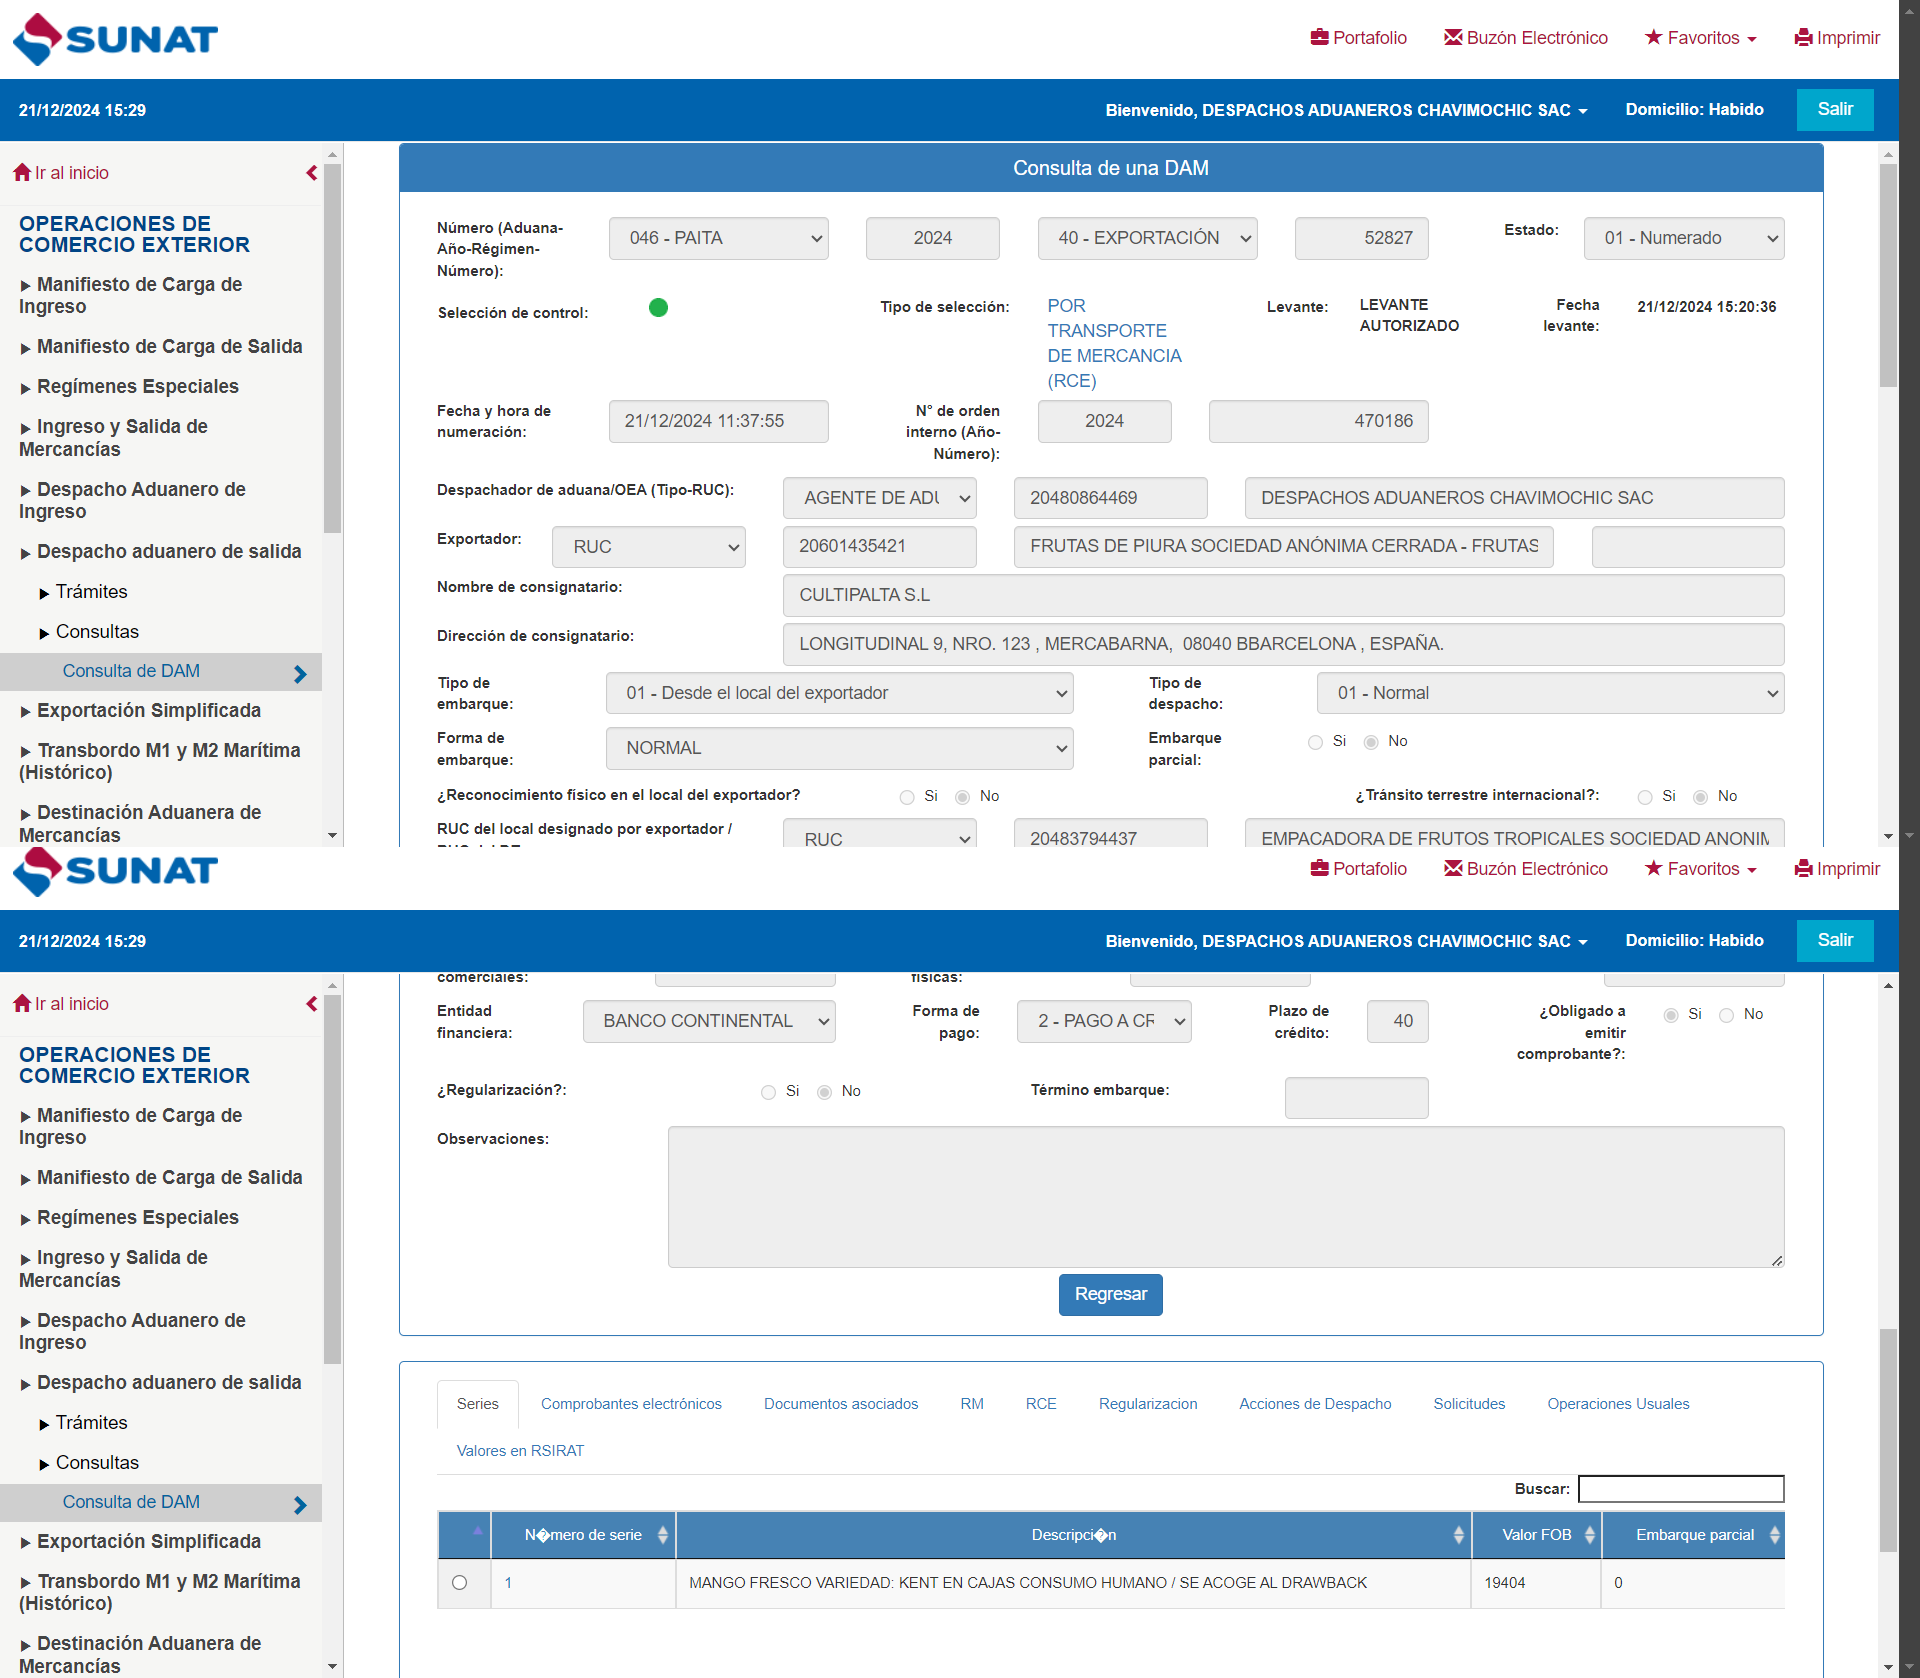 SUNAT
Portafolio Buzón Electrónico Favoritos Imprimir
21/12/2024 15:29 Bienvenido, DESPACHOS ADUANEROS CHAVIMOCHIC SAC Domicilio: Habido Salir
Ir al inicio
OPERACIONES DE
COMERCIO EXTERIOR
Manifiesto de Carga de
Ingreso
Manifiesto de Carga de Salida
Regímenes Especiales
Ingreso y Salida de
Mercancías
Despacho Aduanero de
Ingreso
Despacho aduanero de salida
Trámites
Consultas
Consulta de DAM
Exportación Simplificada
Transbordo M1 y M2 Marítima
(Histórico)
Destinación Aduanera de
Mercancías
Consulta de una DAM
Número (Aduana-
Año-Régimen-
Número):
046 - PAITA 2024 40 - EXPORTACIÓN 52827 Estado: 01 - Numerado
Selección de control: Tipo de selección:
POR
TRANSPORTE
DE MERCANCIA
(RCE)
Levante:
LEVANTE
AUTORIZADO
Fecha
levante:
21/12/2024 15:20:36
Fecha y hora de
numeración:
21/12/2024 11:37:55
N° de orden
interno (Año-
Número):
2024 470186
Despachador de aduana/OEA (Tipo-RUC): AGENTE DE ADU 20480864469 DESPACHOS ADUANEROS CHAVIMOCHIC SAC
Exportador: RUC 20601435421 FRUTAS DE PIURA SOCIEDAD ANÓNIMA CERRADA - FRUTAS
Nombre de consignatario: CULTIPALTA S.L
Dirección de consignatario: LONGITUDINAL 9, NRO. 123 , MERCABARNA, 08040 BBARCELONA , ESPAÑA.
Tipo de
embarque:
01 - Desde el local del exportador
Tipo de
despacho:
01 - Normal
Forma de
embarque:
NORMAL
Embarque
parcial:
Si No
¿Reconocimiento físico en el local del exportador? Si No ¿Tránsito terrestre internacional?: Si No
RUC del local designado por exportador /
RUC 20483794437 EMPACADORA DE FRUTOS TROPICALES SOCIEDAD ANONIM
SUNAT
Portafolio Buzón Electrónico Favoritos Imprimir
21/12/2024 15:29 Bienvenido, DESPACHOS ADUANEROS CHAVIMOCHIC SAC Domicilio: Habido Salir
Ir al inicio
OPERACIONES DE
COMERCIO EXTERIOR
Manifiesto de Carga de
Ingreso
Manifiesto de Carga de Salida
Regímenes Especiales
Ingreso y Salida de
Mercancías
Despacho Aduanero de
Ingreso
Despacho aduanero de salida
Trámites
Consultas
Consulta de DAM
Exportación Simplificada
Transbordo M1 y M2 Marítima
(Histórico)
Destinación Aduanera de
Mercancías
comerciales: físicas:
Entidad
financiera:
BANCO CONTINENTAL
Forma de
pago:
2 - PAGO A CR
Plazo de
crédito:
40
¿Obligado a
emitir
comprobante?:
Si No
¿Regularización?: Si No Término embarque:
Observaciones:
Regresar
Series Comprobantes electrónicos Documentos asociados RM RCE Regularizacion Acciones de Despacho Solicitudes Operaciones Usuales
Valores en RSIRAT
Buscar:
N�mero de serie Descripci�n Valor FOB Embarque parcial
1 MANGO FRESCO VARIEDAD: KENT EN CAJAS CONSUMO HUMANO / SE ACOGE AL DRAWBACK 19404 0